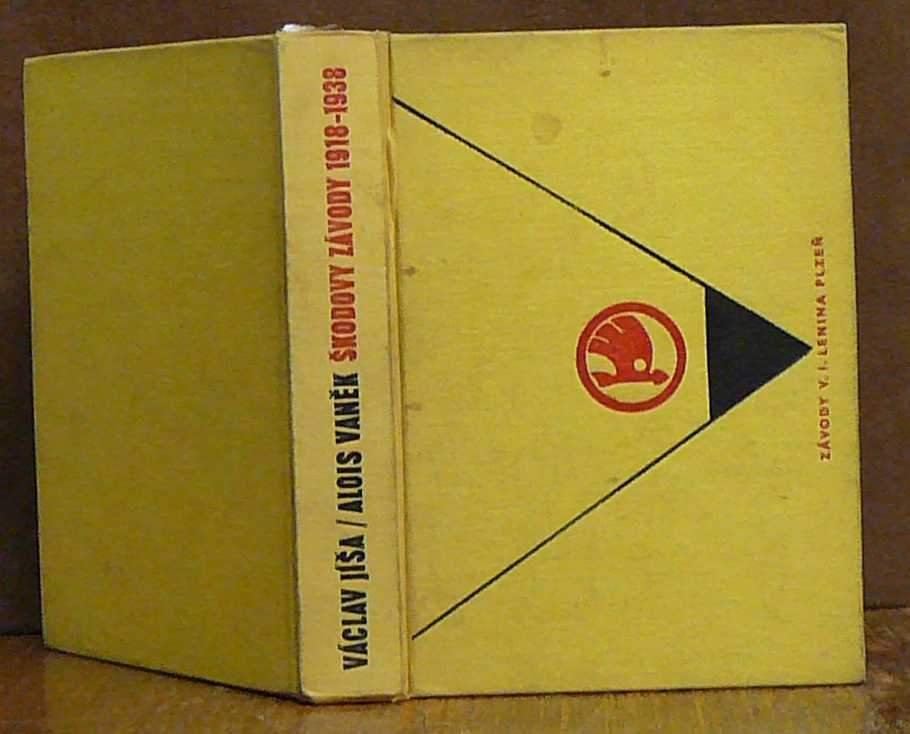 VÁCLAV JÍŠA / ALOIS VANĚK ŠKODOVY ZÁVODY 1918-1938
ZÁVODY V. I. LENINA PLZEŇ